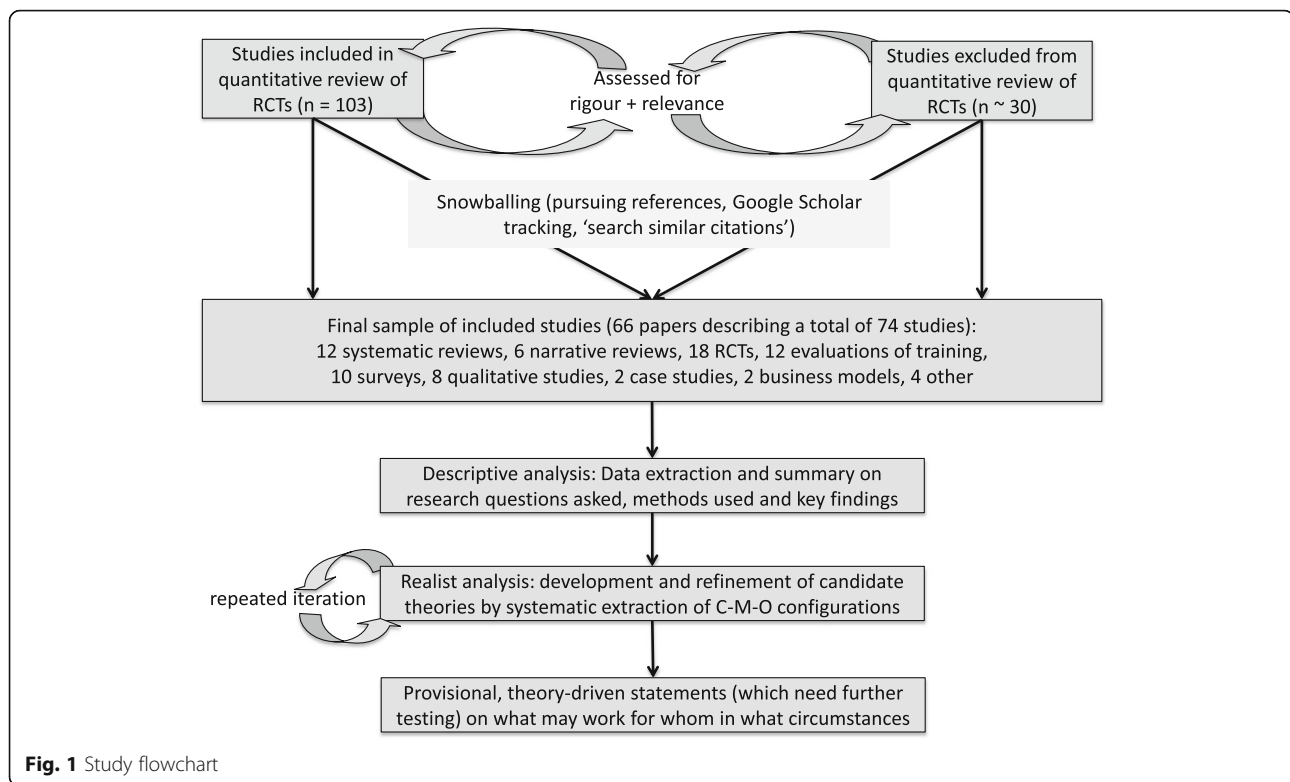 Studies included in
quantitative review of
RCTs (n = 103)
Assessed for
rigour + relevance
Studies excluded from
quantitative review of
RCTs (n ~ 30)
Snowballing (pursuing references, Google Scholar
tracking, ‘search similar citations’)
Final sample of included studies (66 papers describing a total of 74 studies):
12 systematic reviews, 6 narrative reviews, 18 RCTs, 12 evaluations of training,
10 surveys, 8 qualitative studies, 2 case studies, 2 business models, 4 other
Descriptive analysis: Data extraction and summary on
research questions asked, methods used and key findings
repeated iteration
Realist analysis: development and refinement of candidate
theories by systematic extraction of C-M-O configurations
Provisional, theory-driven statements (which need further
testing) on what may work for whom in what circumstances
Fig. 1 Study flowchart